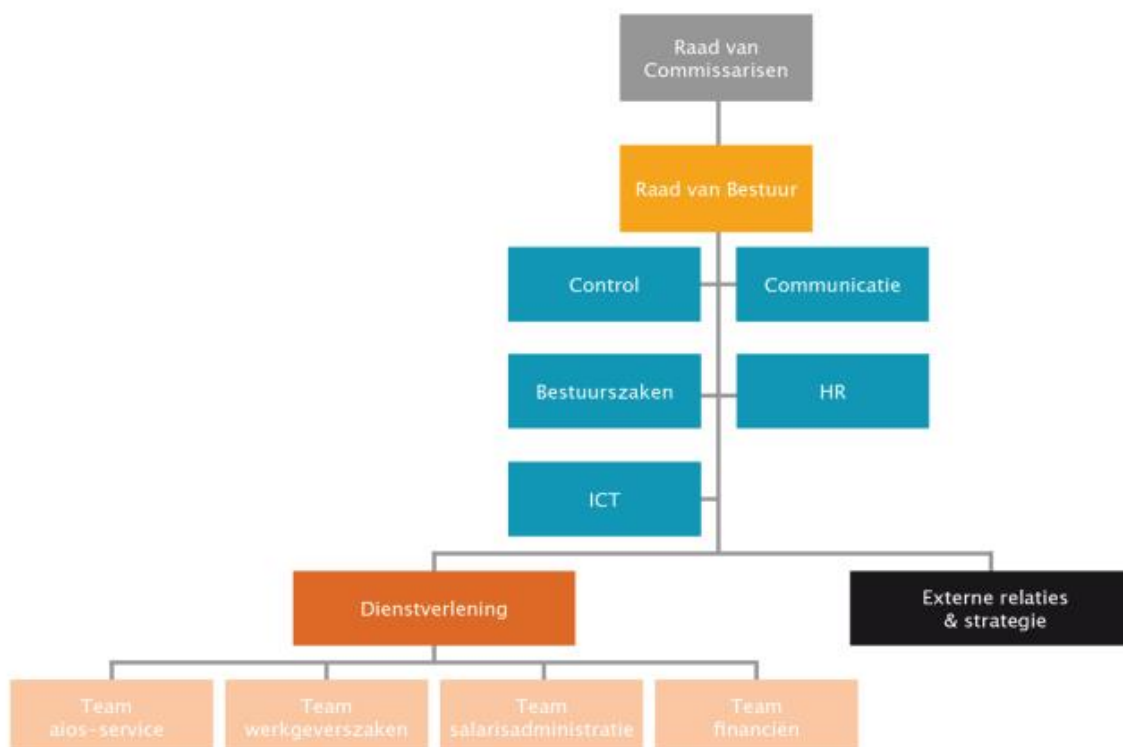 Raad van
Commissarisen
Raad van Bestuur
Control
Communicatie
Bestuurszaken
HR
ICT
Dienstverlening
Externe relaties
& strategie
Team
aios-service
Team
werkgeverszaken
Team
salarisadministratie
Team
financiën